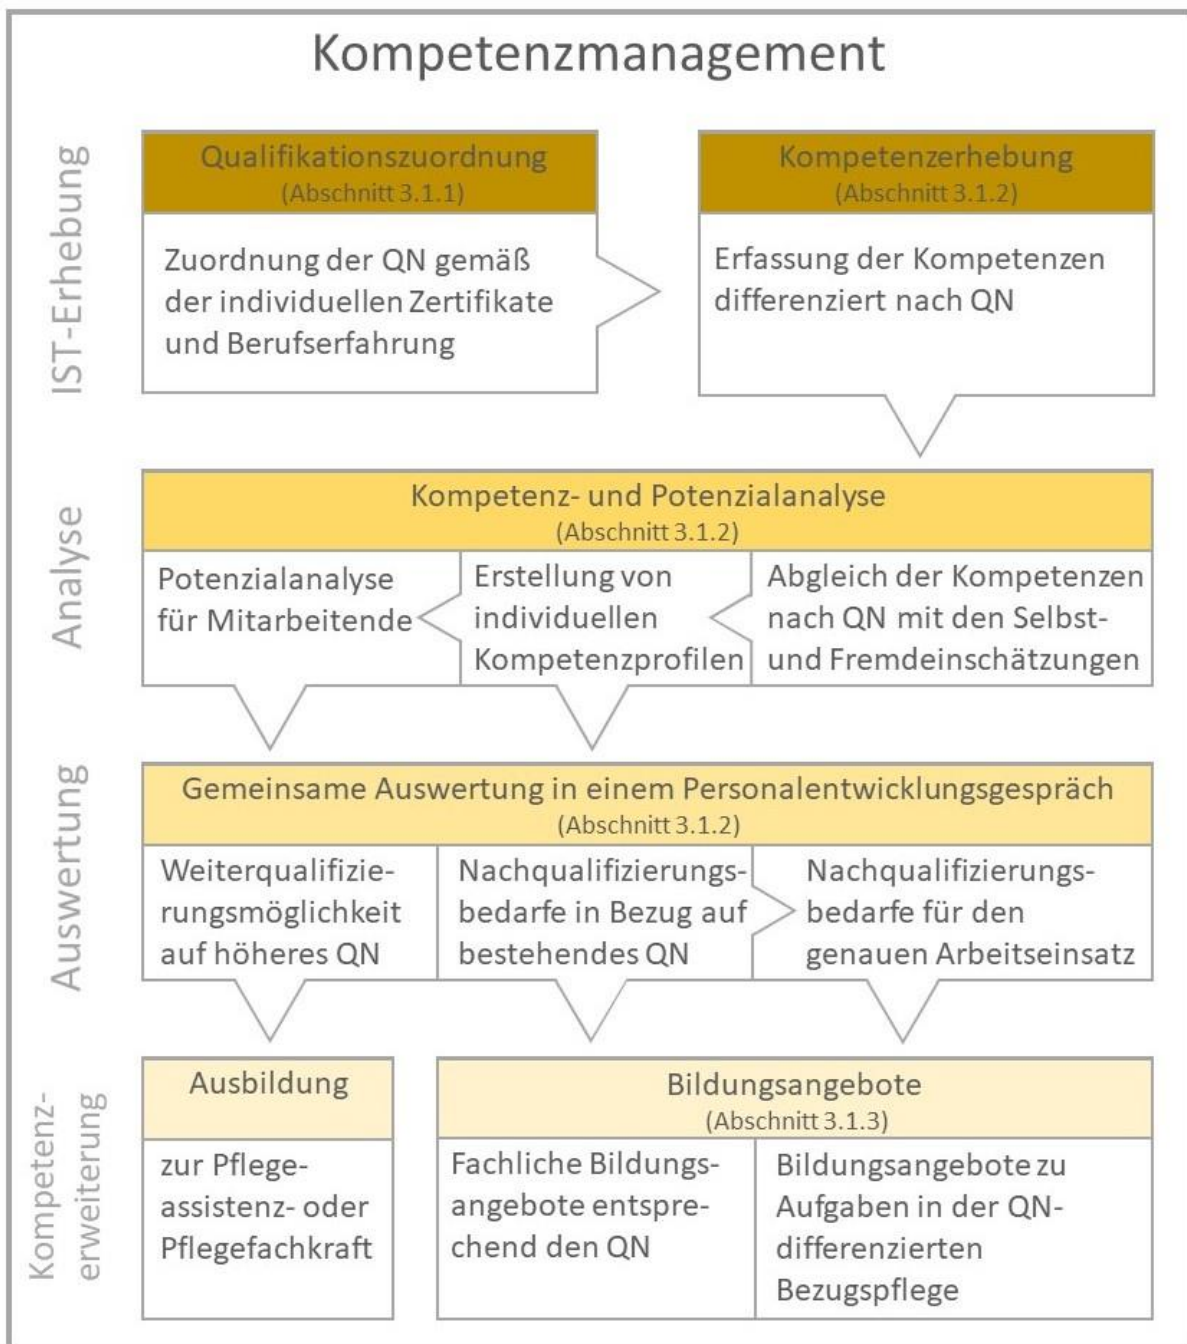 Kompetenzmanagement
IST-Erhebung
Qualifikationszuordnung
(Abschnitt 3.1.1)
Zuordnung der QN gemäß
der individuellen Zertifikate
und Berufserfahrung
Kompetenzerhebung
(Abschnitt 3.1.2)
Erfassung der Kompetenzen
differenziert nach QN
Analyse
Kompetenz- und Potenzialanalyse
(Abschnitt 3.1.2)
Potenzialanalyse
für Mitarbeitende
Erstellung von
individuellen
Kompetenzprofilen
Abgleich der Kompetenzen
nach QN mit den Selbst-
und Fremdeinschätzungen
Auswertung
Gemeinsame Auswertung in einem Personalentwicklungsgespräch
(Abschnitt 3.1.2)
Weiterqualifizie-
rungsmöglichkeit
auf höheres QN
Nachqualifizierungs-
bedarfe in Bezug auf
bestehendes QN
Nachqualifizierungs-
bedarfe für den
genauen Arbeitseinsatz
Kompetenz-
erweiterung
Ausbildung
zur Pflege-
assistenz- oder
Pflegefachkraft
Bildungsangebote
(Abschnitt 3.1.3)
Fachliche Bildungs-
angebote entspre-
chend den QN
Bildungsangebote zu
Aufgaben in der QN-
differenzierten
Bezugspflege